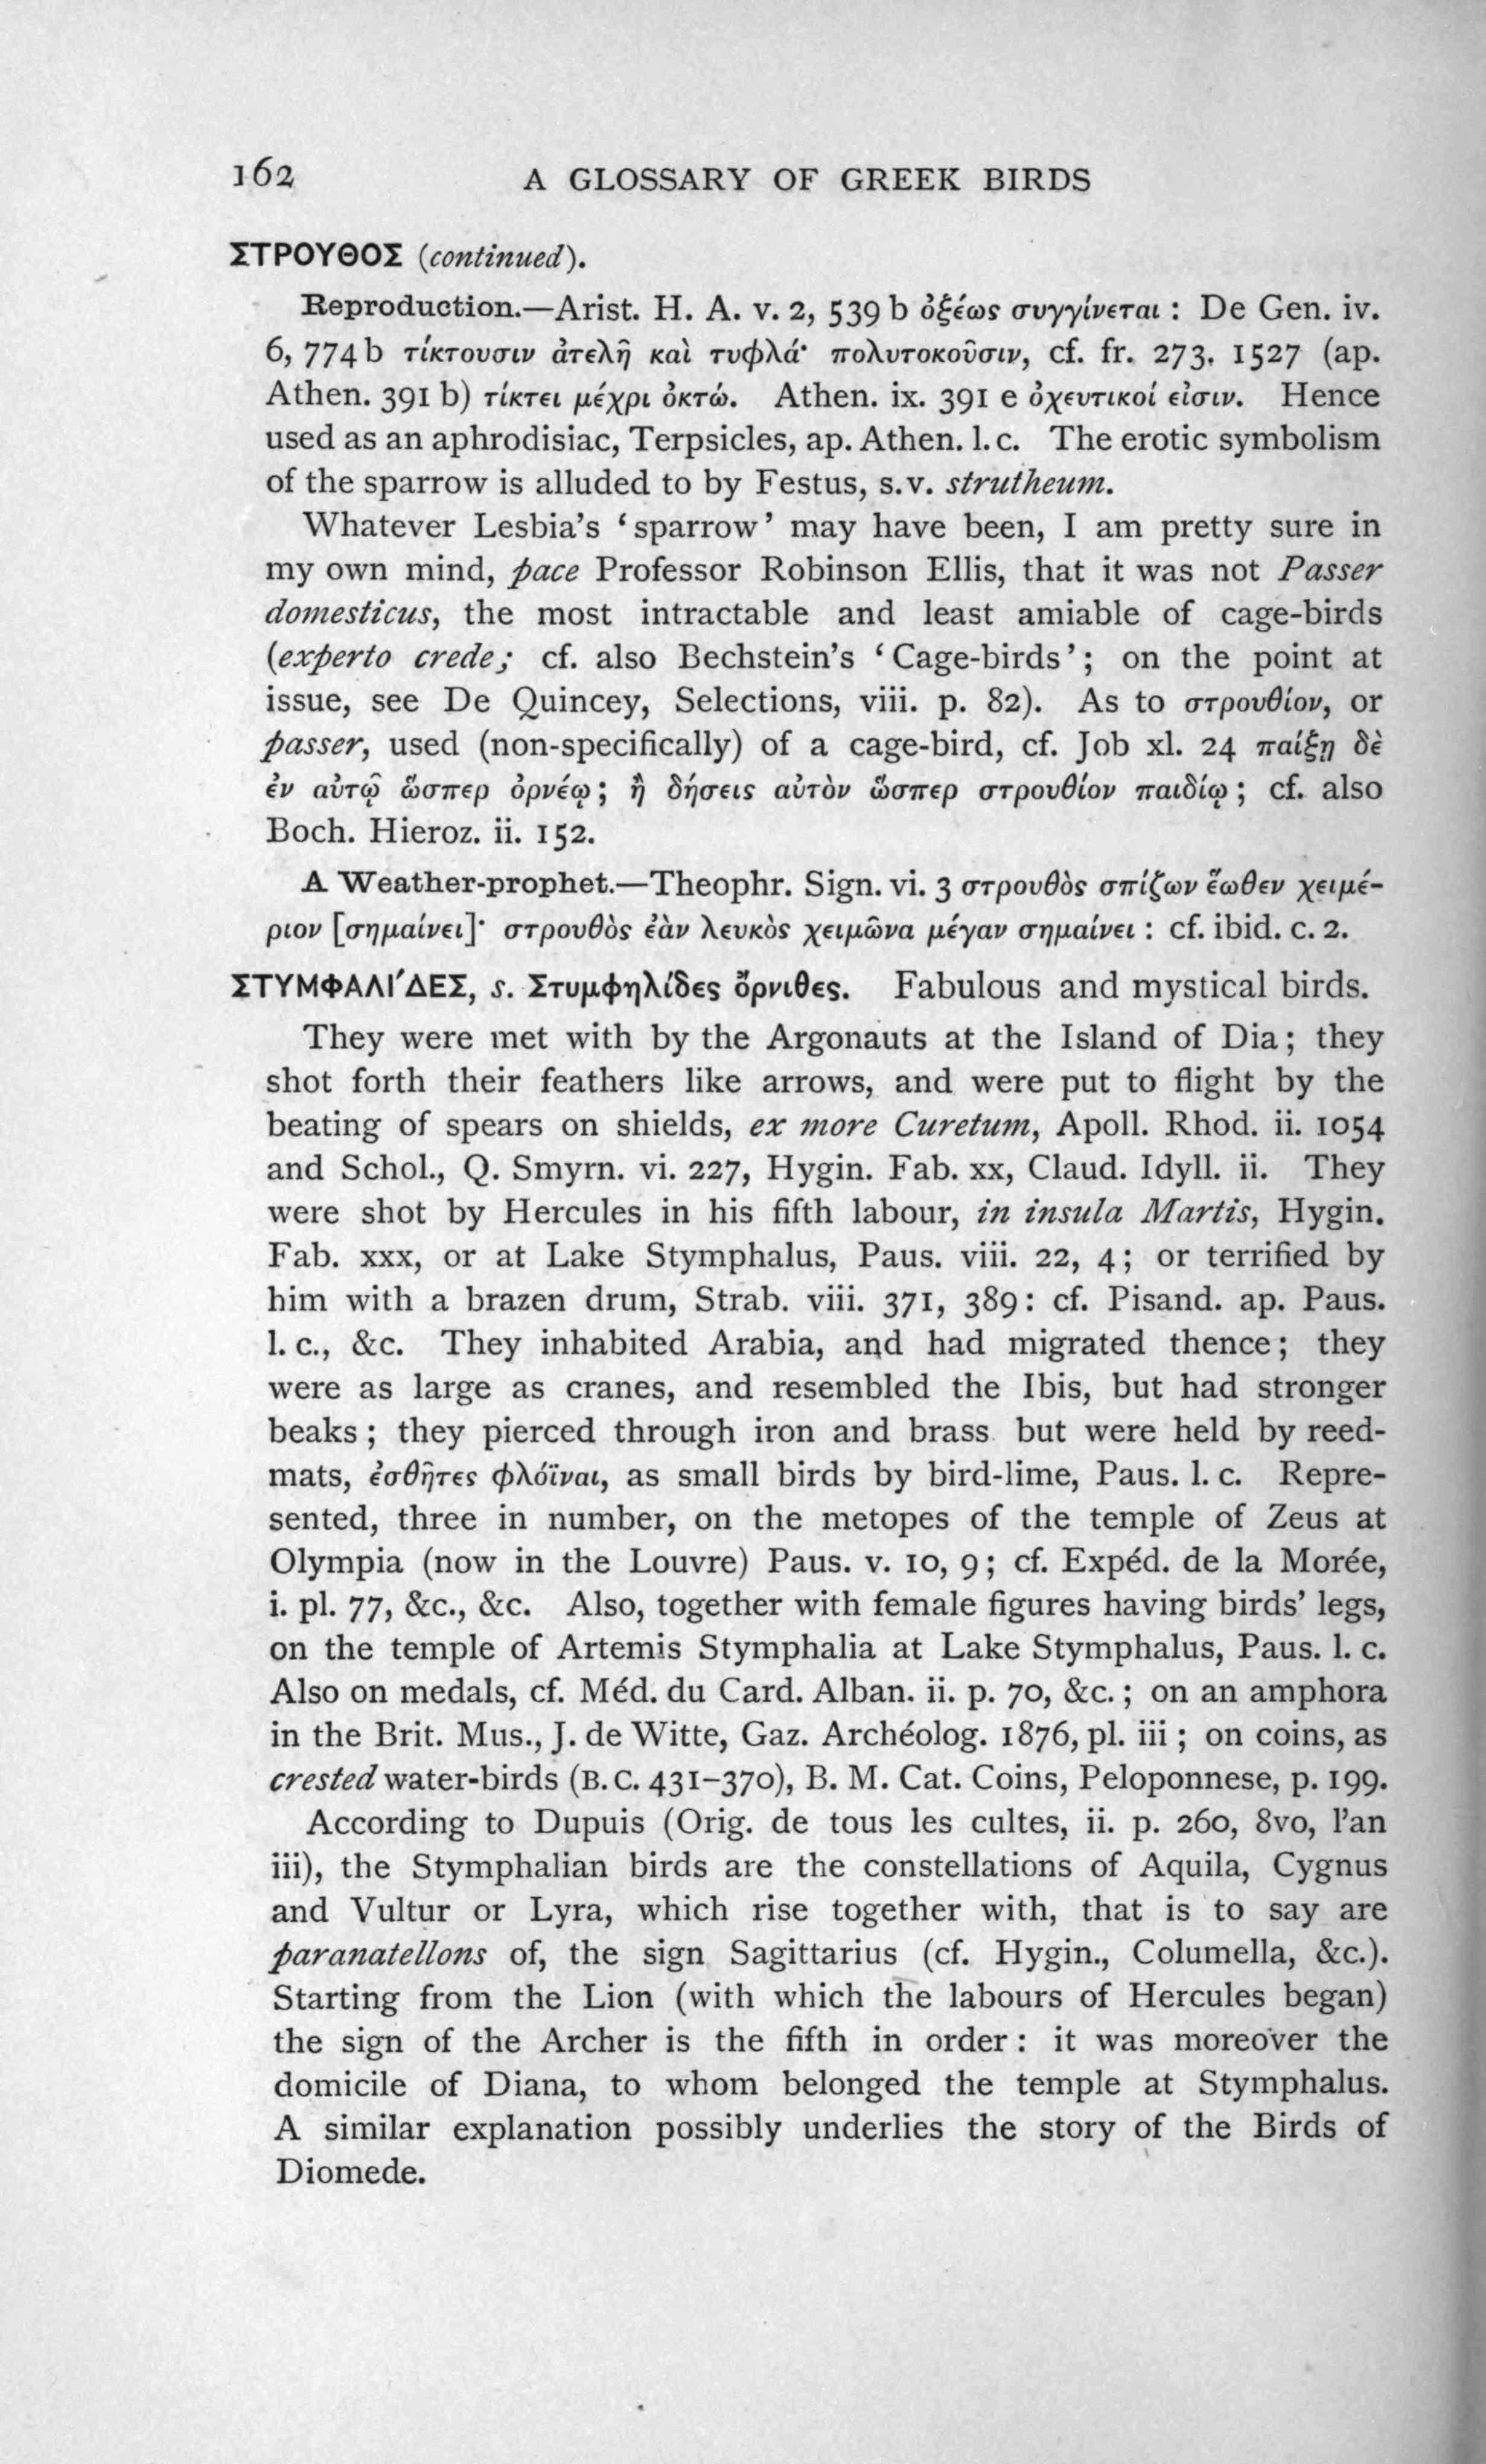 162 A GLOSSARY OF GREEK BIRDS
ΣΤΡΟΥΘΟΣ (continued).
Reproduction.—Arist. H. A. v. 2, 539 b ὀξέως συγγίνεται : De Gen. iv.
6, 774 b τίκτουσιν ἀτελῆ καὶ τυφλά· πολυτοκοῦσιν, cf. fr. 273. 1527 (ap.
Athen. 391 b) τίκτει μέχρι ὀκτώ. Athen. ix. 391 e ὀχευτικοί εἰσιν. Hence
used as an aphrodisiac, Terpsicles, ap. Athen. l. c. The erotic symbolism
of the sparrow is alluded to by Festus, s.v. strutheum.
Whatever Lesbia's ‘sparrow’ may have been, I am pretty sure in
my own mind, pace Professor Robinson Ellis, that it was not Passer
domesticus, the most intractable and least amiable of cage-birds
(experto crede; cf. also Bechstein's ‘Cage-birds’; on the point at
issue, see De Quincey, Selections, viii. p. 82). As to στρουθίον, or
passer, used (non-specifically) of a cage-bird, cf. Job xl. 24 παίξῃ δὲ
ἐν αὐτῷ ὥσπερ ὀρνέῳ; ἢ δήσεις αὐτὸν ὥσπερ στρουθίον παιδίῳ; cf. also
Boch. Hieroz. ii. 152.
A Weather-prophet.—Theophr. Sign. vi. 3 στρουθὸς σπίζων ἕωθεν χειμέ-
ριον [σημαίνει]· στρουθὸς ἐὰν λευκὸς χειμῶνα μέγαν σημαίνει : cf. ibid. c. 2.
ΣΤΥΜΦΑΛΙ´ΔΕΣ, s. Στυμφηλίδες ὄρνιθες. Fabulous and mystical birds.
They were met with by the Argonauts at the Island of Dia; they
shot forth their feathers like arrows, and were put to flight by the
beating of spears on shields, ex more Curetum, Apoll. Rhod. ii. 1054
and Schol., Q. Smyrn. vi. 227, Hygin. Fab. xx, Claud. Idyll. ii. They
were shot by Hercules in his fifth labour, in insula Martis, Hygin.
Fab. xxx, or at Lake Stymphalus, Paus. viii. 22, 4; or terrified by
him with a brazen drum, Strab. viii. 371, 389: cf. Pisand. ap. Paus.
l. c., &c. They inhabited Arabia, and had migrated thence; they
were as large as cranes, and resembled the Ibis, but had stronger
beaks; they pierced through iron and brass but were held by reed-
mats, ἐσθῆτες φλόϊναι, as small birds by bird-lime, Paus. l. c. Repre-
sented, three in number, on the metopes of the temple of Zeus at
Olympia (now in the Louvre) Paus. v. 10, 9; cf. Expéd. de la Morée,
i. pl. 77, &c., &c. Also, together with female figures having birds' legs,
on the temple of Artemis Stymphalia at Lake Stymphalus, Paus. l. c.
Also on medals, cf. Méd. du Card. Alban. ii. p. 70, &c.; on an amphora
in the Brit. Mus., J. de Witte, Gaz. Archéolog. 1876, pl. iii; on coins, as
crested water-birds (B.C. 431–370), B. M. Cat. Coins, Peloponnese, p. 199.
According to Dupuis (Orig. de tous les cultes, ii. p. 260, 8vo, l'an
iii), the Stymphalian birds are the constellations of Aquila, Cygnus
and Vultur or Lyra, which rise together with, that is to say are
paranatellons of, the sign Sagittarius (cf. Hygin., Columella, &c.).
Starting from the Lion (with which the labours of Hercules began)
the sign of the Archer is the fifth in order: it was moreover the
domicile of Diana, to whom belonged the temple at Stymphalus.
A similar explanation possibly underlies the story of the Birds of
Diomede.